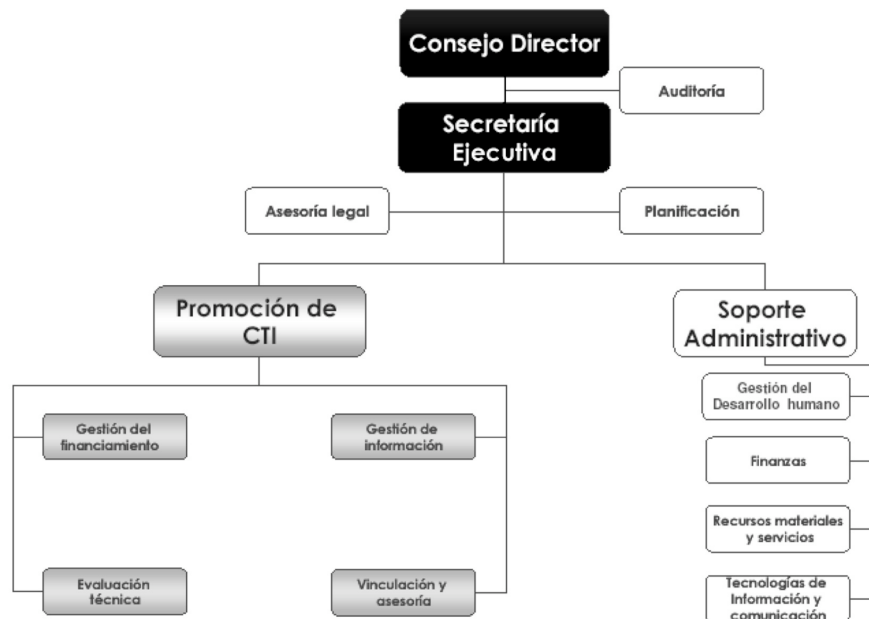 Consejo Director
Auditoría
Secretaría
Ejecutiva
Asesoría legal
Planificación
Promoción de
CTI
Soporte
Administrativo
Gestión del
Desarrollo humano
Gestión del
financiamiento
Gestión de
información
Finanzas
Recursos materiales
y servicios
Evaluación
técnica
Vinculación y
asesoría
Tecnologías de
Información y
comunicación